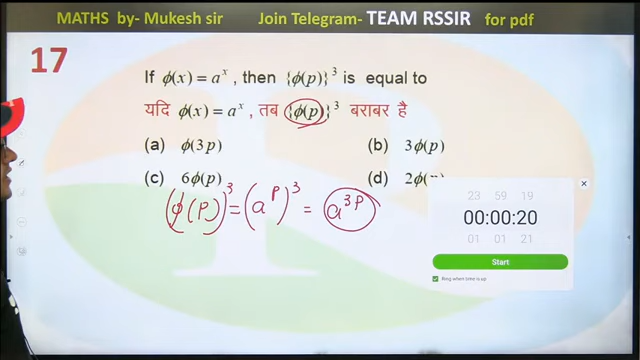 MATHS by- Mukesh sir Join Telegram- TEAM RSSIR for pdf
17
If ϕ(x) = a^x, then {ϕ(p)}^3 is equal to
यदि ϕ(x) = a^x, तब {ϕ(p)}^3 बराबर है
(a) ϕ(3p) (b) 3ϕ(p)
(c) 6ϕ(p) (d) 2ϕ(
(ϕ(P))^3 = (a^P)^3 = a^3P
23 59 19
00:00:20
01 01 21
Start
Ring when time is up